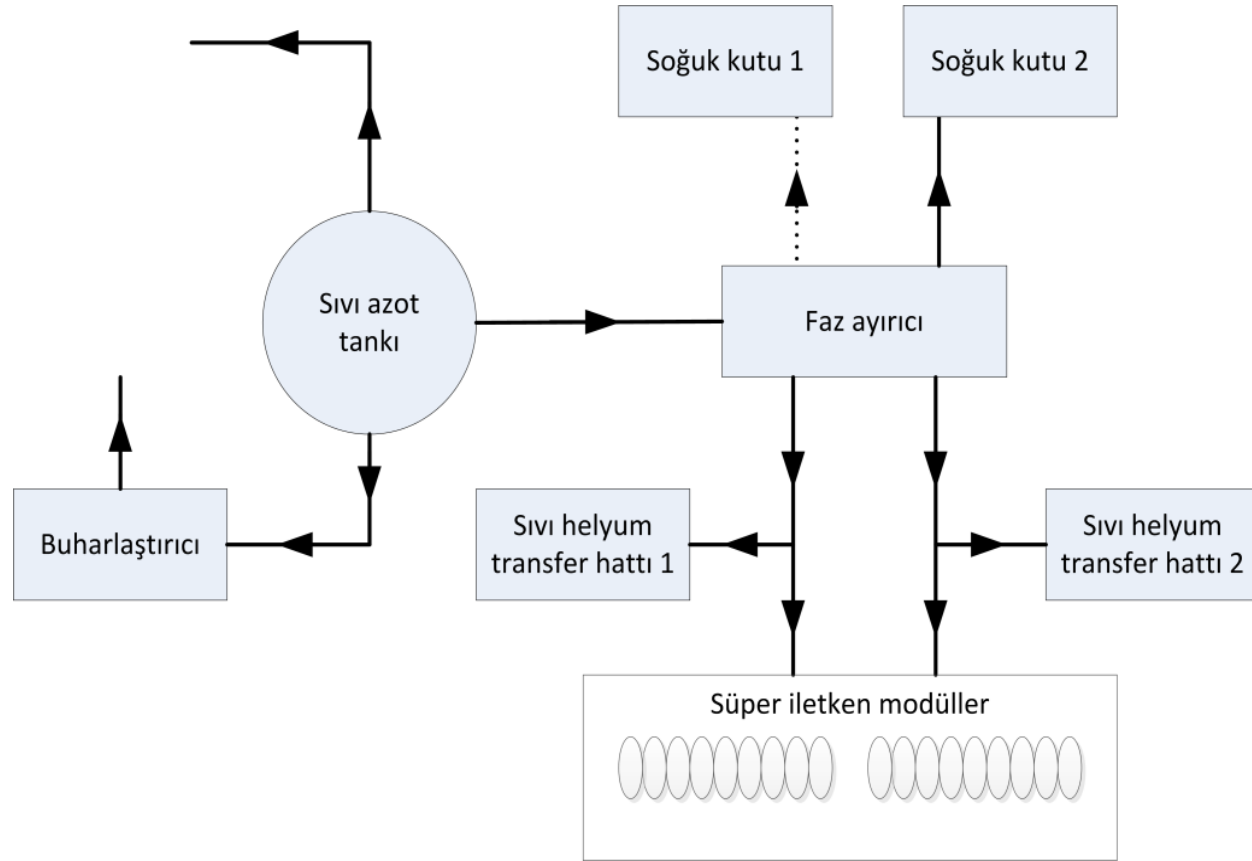 Soğuk kutu 1
Soğuk kutu 2
Sıvı azot
tankı
Faz ayırıcı
Buharlaştırıcı
Sıvı helyum
transfer hattı 1
Sıvı helyum
transfer hattı 2
Süper iletken modüller